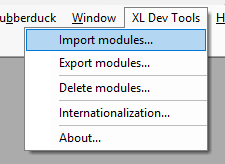 ubberduck Window XL Dev Tools H
Import modules...
Export modules...
Delete modules...
Internationalization...
About...